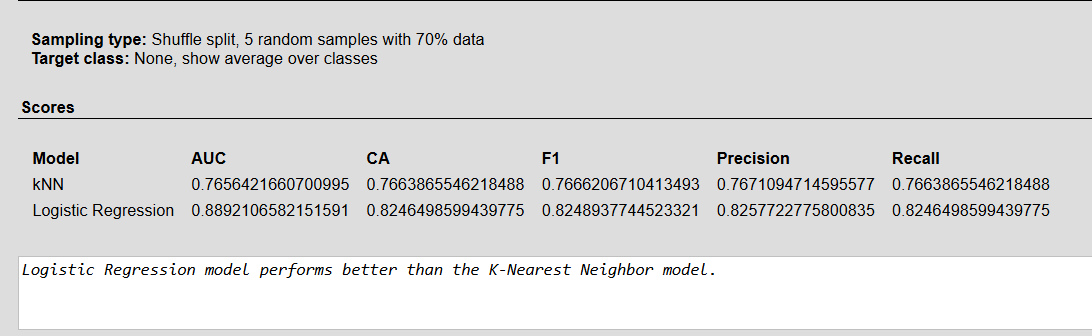 Sampling type: Shuffle split, 5 random samples with 70% data
Target class: None, show average over classes
Scores
Model AUC CA F1 Precision Recall
kNN 0.7656421660700995 0.7663865546218488 0.7666206710413493 0.7671094714595577 0.7663865546218488
Logistic Regression 0.8892106582151591 0.8246498599439775 0.8248937744523321 0.8257722775800835 0.8246498599439775
Logistic Regression model performs better than the K-Nearest Neighbor model.